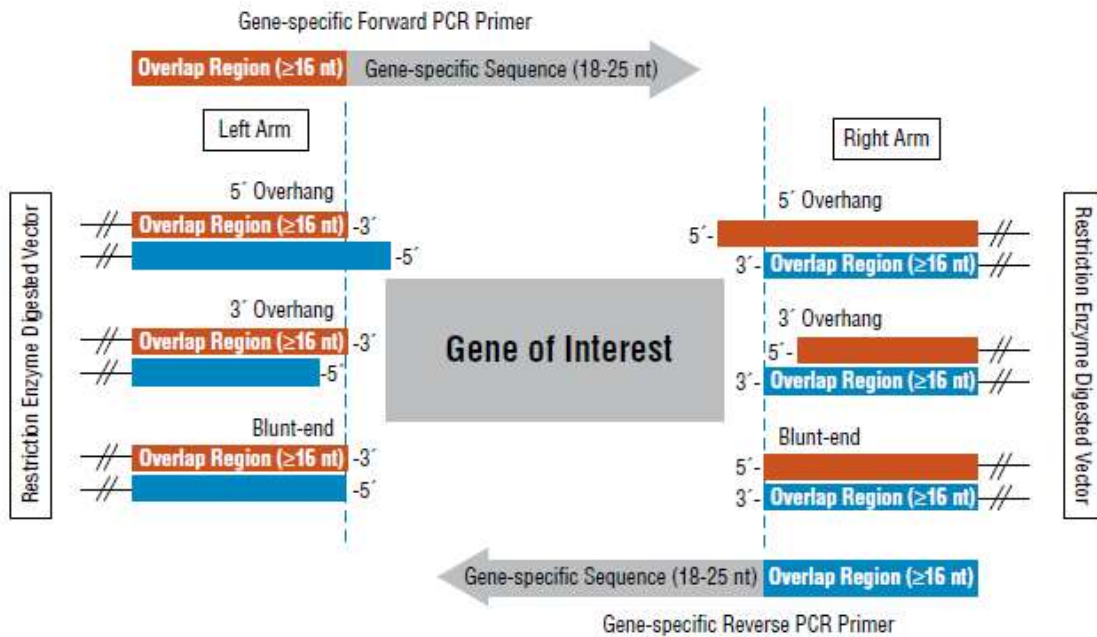 Gene-specific Forward PCR Primer
Overlap Region (≥16 nt) Gene-specific Sequence (18-25 nt)
Left Arm
Right Arm
Restriction Enzyme Digested Vector
5´ Overhang
Overlap Region (≥16 nt) -3´
-5´
3´ Overhang
Overlap Region (≥16 nt) -3´
-5´
Blunt-end
Overlap Region (≥16 nt) -3´
-5´
Gene of Interest
5´ Overhang
5´-
3´- Overlap Region (≥16 nt)
3´ Overhang
5´-
3´- Overlap Region (≥16 nt)
Blunt-end
5´-
3´- Overlap Region (≥16 nt)
Restriction Enzyme Digested Vector
Gene-specific Sequence (18-25 nt) Overlap Region (≥16 nt)
Gene-specific Reverse PCR Primer